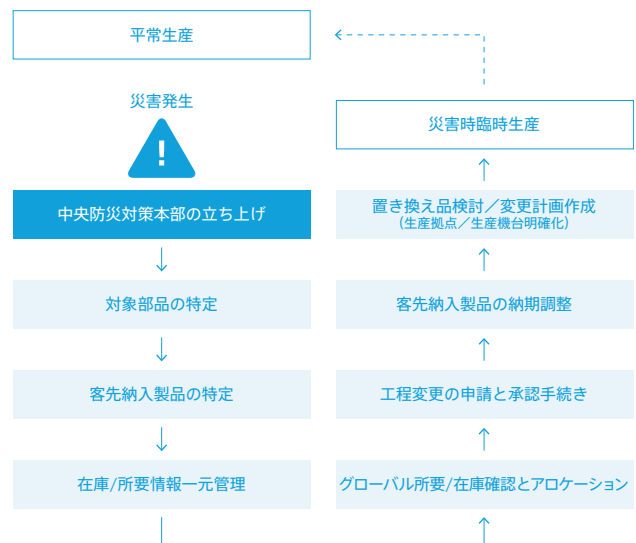 平常生産
災害発生
!
中央防災対策本部の立ち上げ
対象部品の特定
客先納入製品の特定
在庫/所要情報一元管理
災害時臨時生産
置き換え品検討／変更計画作成
(生産拠点／生産機台明確化)
客先納入製品の納期調整
工程変更の申請と承認手続き
グローバル所要/在庫確認とアロケーション